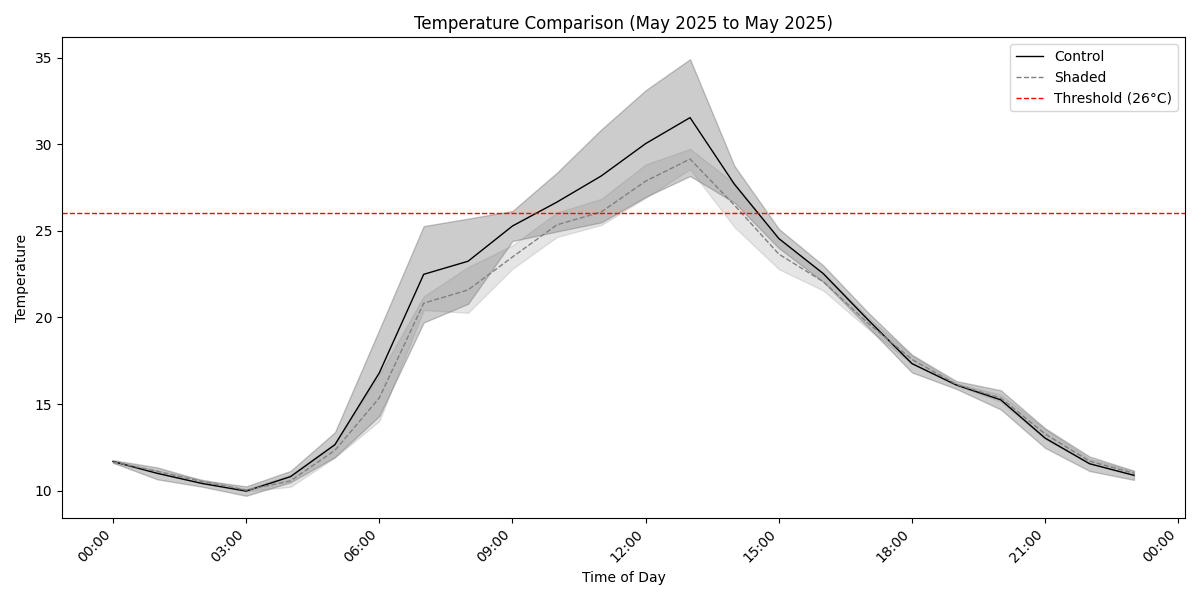 Temperature Comparison (May 2025 to May 2025)
Control
Shaded
Threshold (26°C)
Temperature
35
30
25
20
15
10
00:00
03:00
06:00
09:00
12:00
15:00
18:00
21:00
00:00
Time of Day